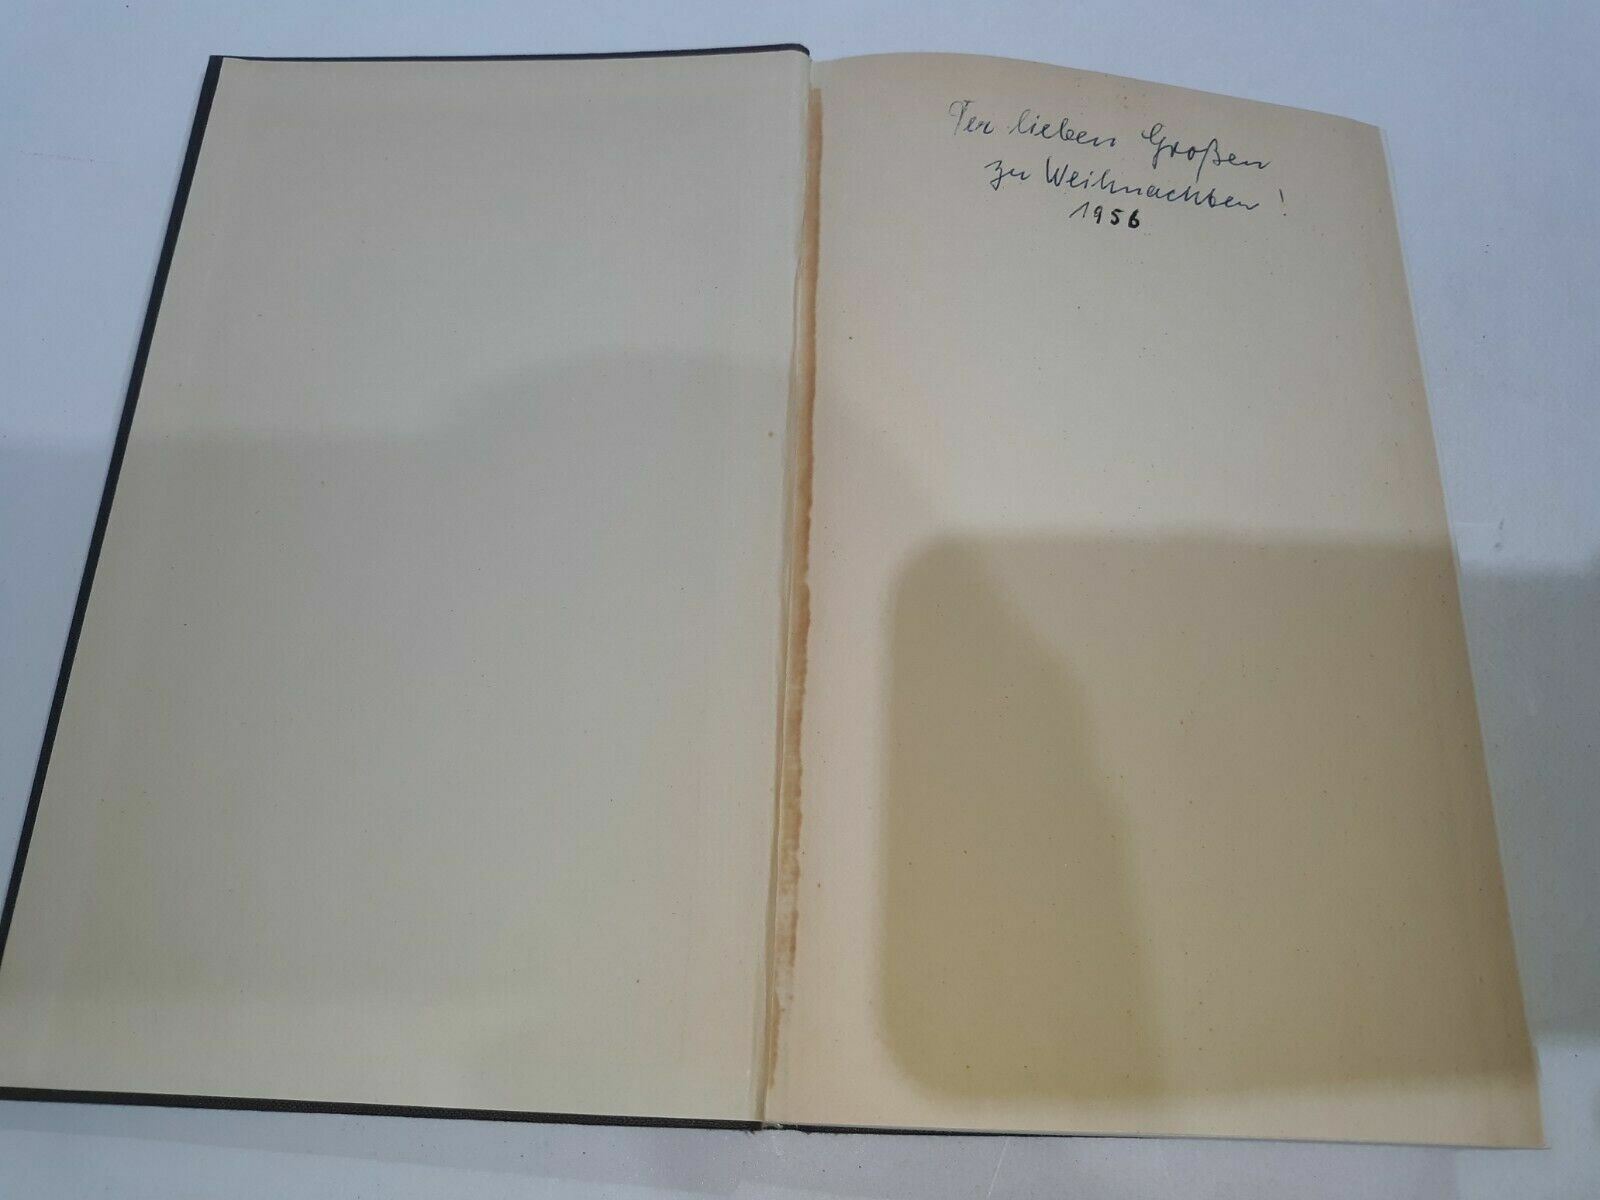 Der lieben Großen
zu Weihnachten!
1956